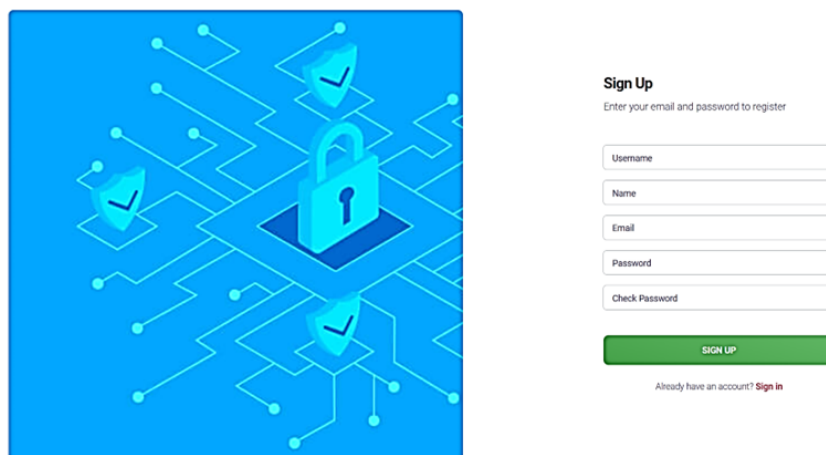 Sign Up
Enter your email and password to register
Username
Name
Email
Password
Check Password
SIGN UP
Already have an account? Sign in